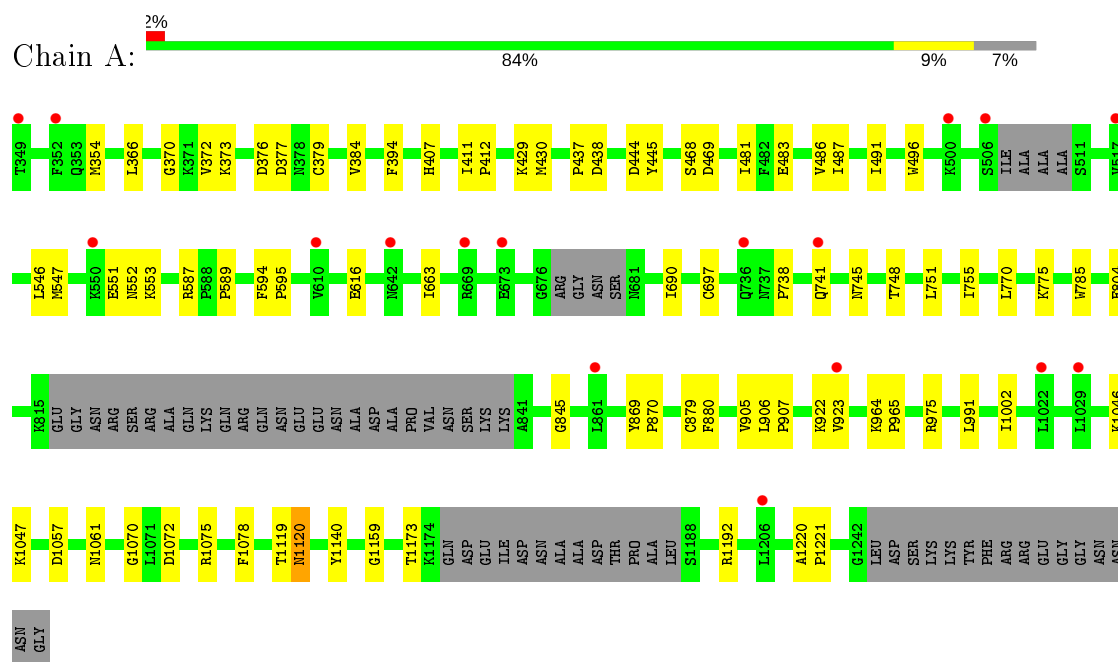 2%
Chain A:
84% 9% 7%
T349 F352 Q353 M354 L366 G370 K371 V372 K373 D376 D377 N378 C379 V384 F394 H407 I411 P412 K429 M430 P437 D438 D444 Y445 S468 D469 I481 F482 E483 V486 I487 I491 W496 K500 S506 ILE ALA ALA ALA S511 V517
L546 M547 K550 E551 N552 K553 R587 P588 P589 F594 P595 V610 E616 N642 I663 R669 E673 G676 ARG GLY ASN SER N681 I690 C697 Q736 N737 P738 Q741 N745 T748 L751 I755 L770 K775 W785
K815 GLU GLY ASN ARG SER ARG ALA GLN LYS GLN ARG GLN ASN GLU GLU ASN ALA ASP ALA PRO VAL ASN SER LYS LYS A841 G845 L861 Y869 P870 C879 F880 V905 L906 P907 K922 V923 K964 P965 R975 L991 I1002 L1022 L1029 K1046
K1047 D1057 N1061 G1070 L1071 D1072 R1075 F1078 T1119 N1120 Y1140 G1159 T1173 K1174 GLN ASP GLU ILE ASP ASN ALA ALA ASP THR PRO ALA LEU S1188 R1192 L1206 A1220 P1221 G1242 LEU ASP SER LYS LYS TYR PHE ARG ARG GLU GLY GLY ASN ASN
ASN GLY